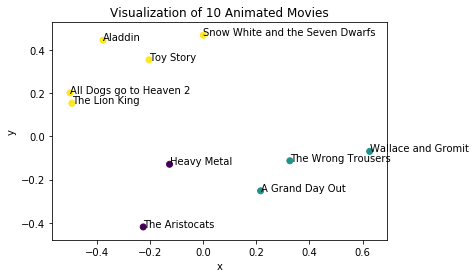 Visualization of 10 Animated Movies
Snow White and the Seven Dwarfs
Aladdin
Toy Story
All Dogs go to Heaven 2
The Lion King
Wallace and Gromit
The Wrong Trousers
Heavy Metal
A Grand Day Out
The Aristocats
0.4
0.2
0.0
−0.2
−0.4
y
−0.4 −0.2 0.0 0.2 0.4 0.6
x